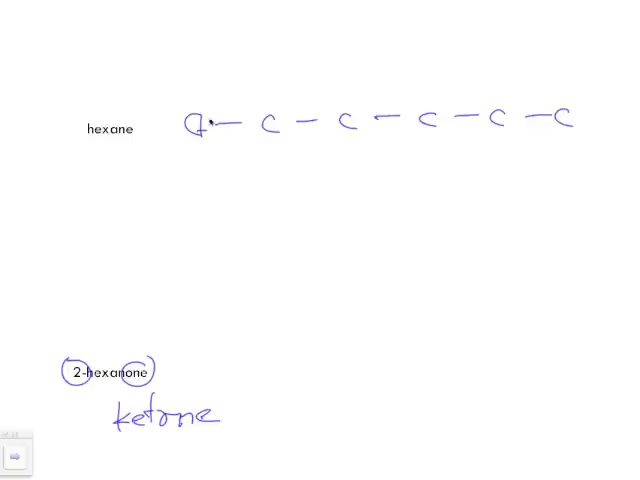 hexane C — C — C — C — C — C
2-hexanone
ketone